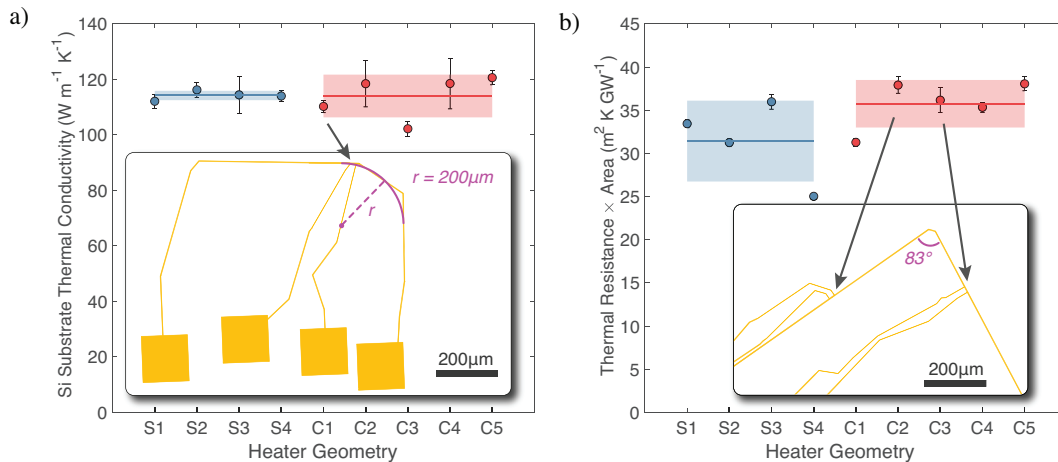 a)
Si Substrate Thermal Conductivity (W m⁻¹ K⁻¹)
140
120
100
80
60
40
20
0
r = 200μm
r
200μm
S1 S2 S3 S4 C1 C2 C3 C4 C5
Heater Geometry
b)
Thermal Resistance × Area (m² K GW⁻¹)
45
40
35
30
25
20
15
10
5
0
83°
200μm
S1 S2 S3 S4 C1 C2 C3 C4 C5
Heater Geometry